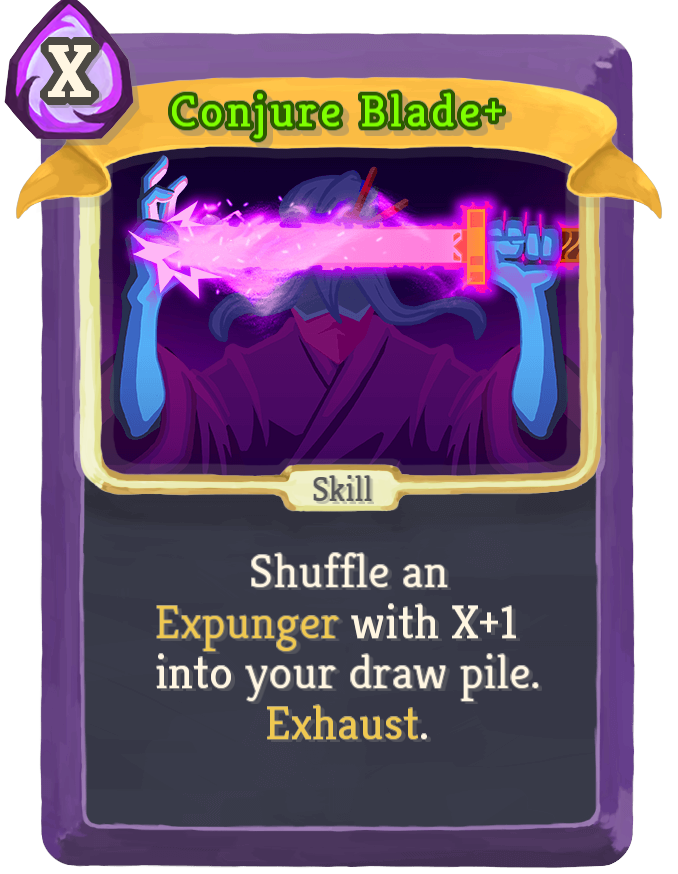 X
Conjure Blade+
Skill
Shuffle an
Expunger with X+1
into your draw pile.
Exhaust.